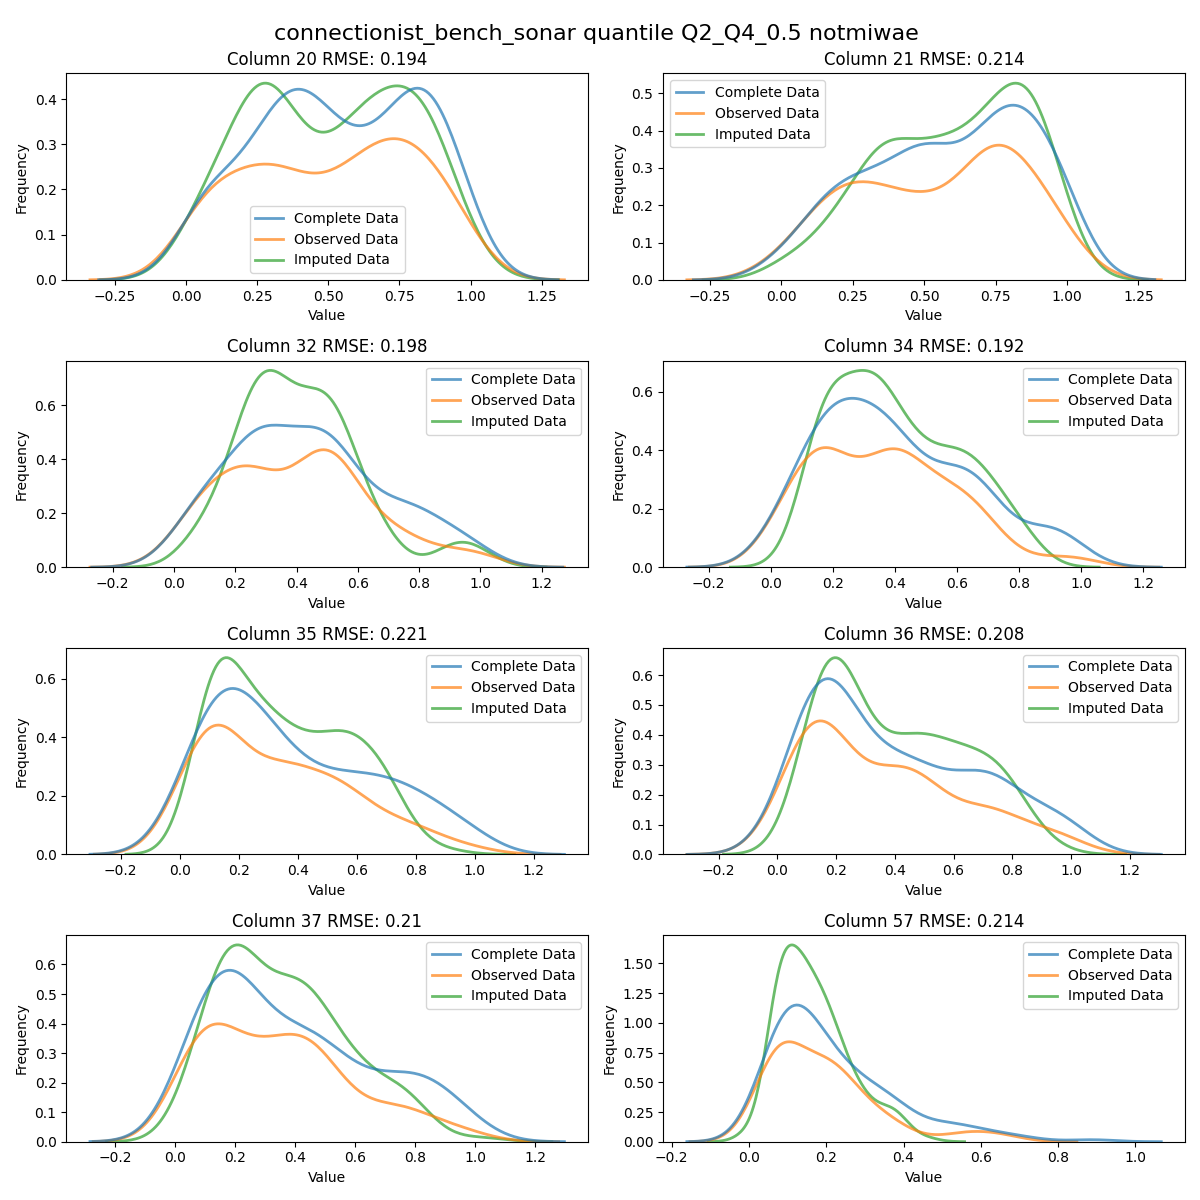 connectionist_bench_sonar quantile Q2_Q4_0.5 notmiwae
Column 20 RMSE: 0.194
Frequency
0.4
0.3
0.2
0.1
0.0
Complete Data
Observed Data
Imputed Data
−0.25 0.00 0.25 0.50 0.75 1.00 1.25
Value
Column 21 RMSE: 0.214
Frequency
0.5
0.4
0.3
0.2
0.1
0.0
Complete Data
Observed Data
Imputed Data
−0.25 0.00 0.25 0.50 0.75 1.00 1.25
Value
Column 32 RMSE: 0.198
Frequency
0.6
0.4
0.2
0.0
Complete Data
Observed Data
Imputed Data
−0.2 0.0 0.2 0.4 0.6 0.8 1.0 1.2
Value
Column 34 RMSE: 0.192
Frequency
0.6
0.4
0.2
0.0
Complete Data
Observed Data
Imputed Data
−0.2 0.0 0.2 0.4 0.6 0.8 1.0 1.2
Value
Column 35 RMSE: 0.221
Frequency
0.6
0.4
0.2
0.0
Complete Data
Observed Data
Imputed Data
−0.2 0.0 0.2 0.4 0.6 0.8 1.0 1.2
Value
Column 36 RMSE: 0.208
Frequency
0.6
0.5
0.4
0.3
0.2
0.1
0.0
Complete Data
Observed Data
Imputed Data
−0.2 0.0 0.2 0.4 0.6 0.8 1.0 1.2
Value
Column 37 RMSE: 0.21
Frequency
0.6
0.5
0.4
0.3
0.2
0.1
0.0
Complete Data
Observed Data
Imputed Data
−0.2 0.0 0.2 0.4 0.6 0.8 1.0 1.2
Value
Column 57 RMSE: 0.214
Frequency
1.50
1.25
1.00
0.75
0.50
0.25
0.00
Complete Data
Observed Data
Imputed Data
−0.2 0.0 0.2 0.4 0.6 0.8 1.0
Value